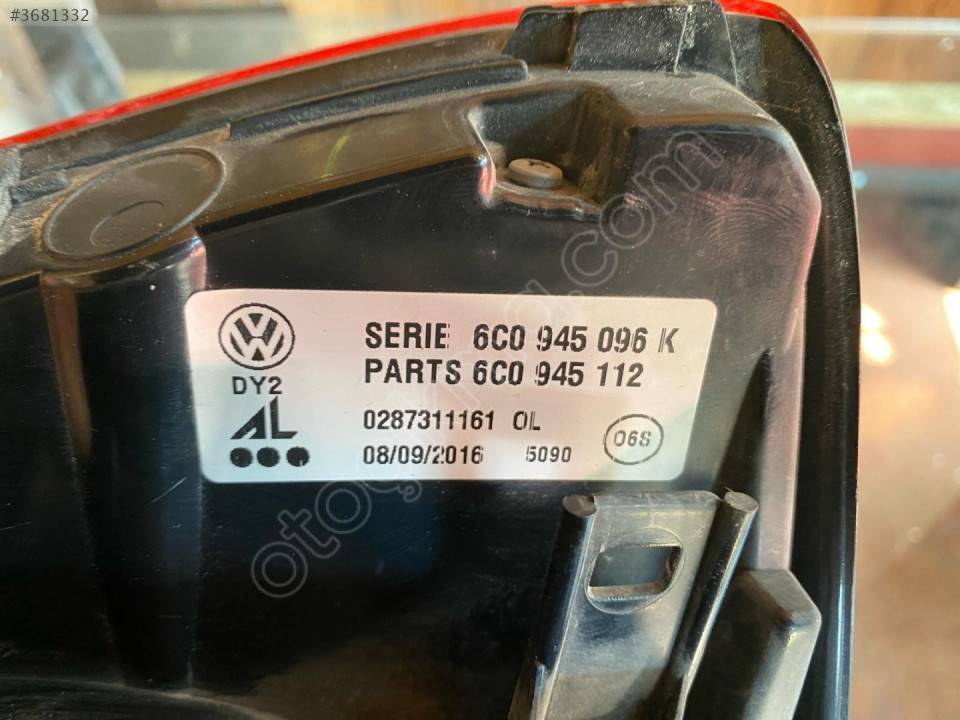 #3681332
SERIE 6C0 945 096 K
PARTS 6C0 945 112
DY2
AL
0287311161 OL
08/09/2016 5090
06S